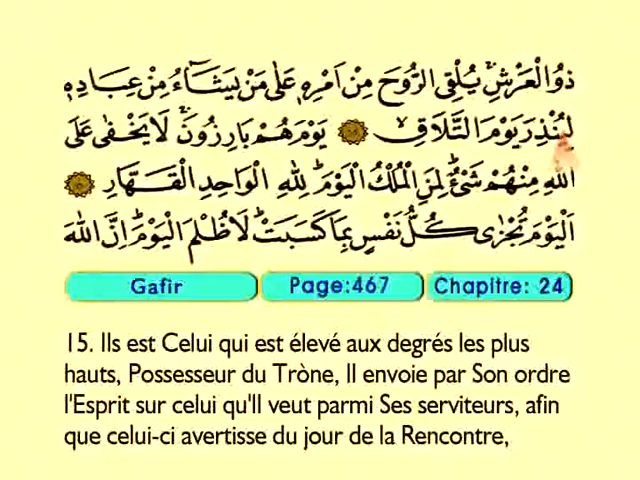 ذُو الْعَرْشِ يُلْقِي الرُّوحَ مِنْ اَمْرِهٖ عَلٰى مَنْ يَشَٓاءُ مِنْ عِبَادِهٖ
لِيُنْذِرَ يَوْمَ التَّلَاقِ ۙ يَوْمَ هُمْ بَارِزُونَۚ لَا يَخْفٰى عَلَى
اللّٰهِ مِنْهُمْ شَيْءٌؕ لِمَنِ الْمُلْكُ الْيَوْمَؕ لِلّٰهِ الْوَاحِدِ الْقَهَّارِ
اَلْيَوْمَ تُجْزٰى كُلُّ نَفْسٍ بِمَا كَسَبَتْؕ لَا ظُلْمَ الْيَوْمَؕ اِنَّ اللّٰهَ
Gafir Page:467 Chapitre: 24
15. Ils est Celui qui est élevé aux degrés les plus
hauts, Possesseur du Tròne, Il envoie par Son ordre
l'Esprit sur celui qu'Il veut parmi Ses serviteurs, afin
que celui-ci avertisse du jour de la Rencontre,